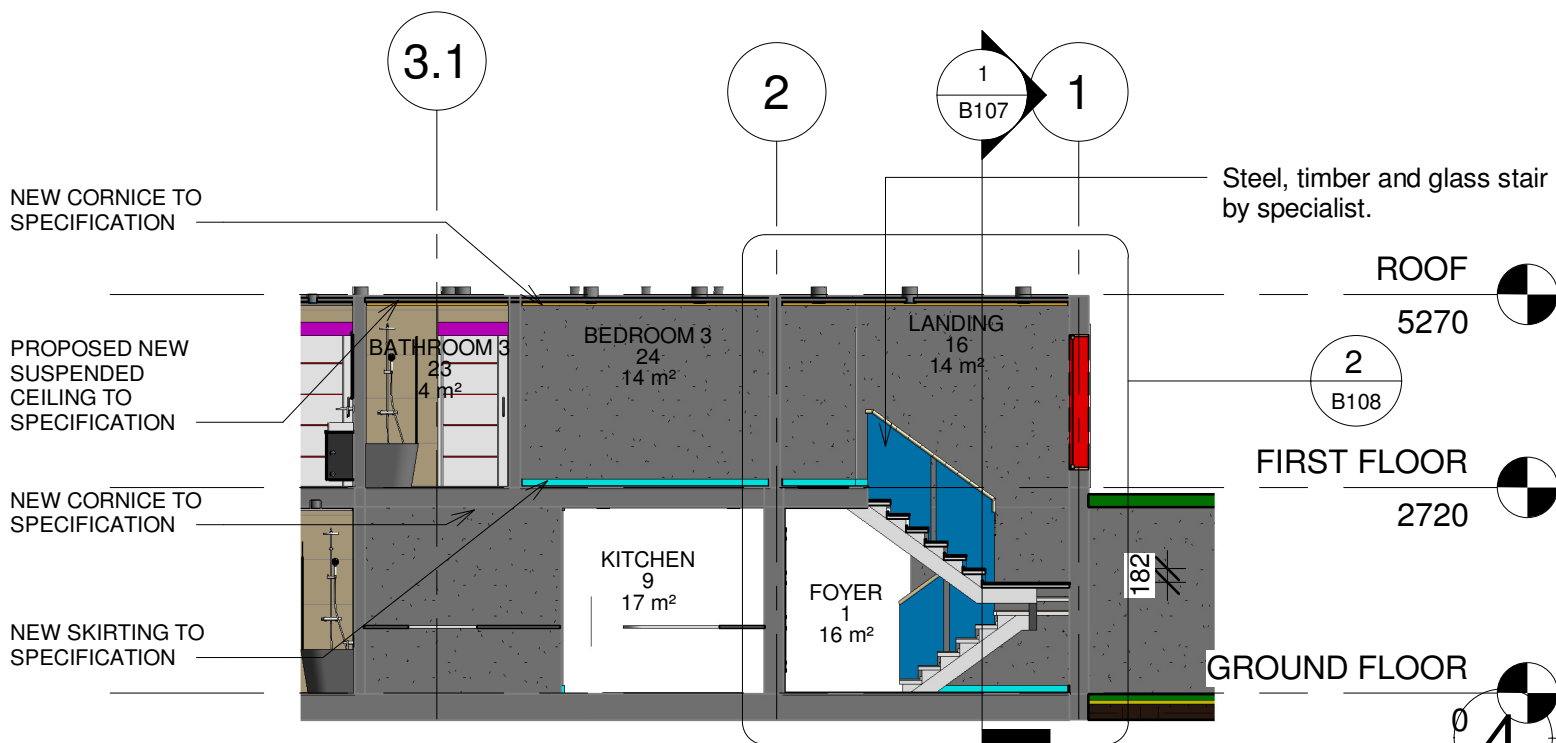 3.1
2
1
B107
1
NEW CORNICE TO
SPECIFICATION
Steel, timber and glass stair
by specialist.
ROOF
5270
PROPOSED NEW
SUSPENDED
CEILING TO
SPECIFICATION
BATHROOM 3
23
4 m²
BEDROOM 3
24
14 m²
LANDING
16
14 m²
2
B108
FIRST FLOOR
2720
NEW CORNICE TO
SPECIFICATION
KITCHEN
9
17 m²
FOYER
1
16 m²
182
NEW SKIRTING TO
SPECIFICATION
GROUND FLOOR
0